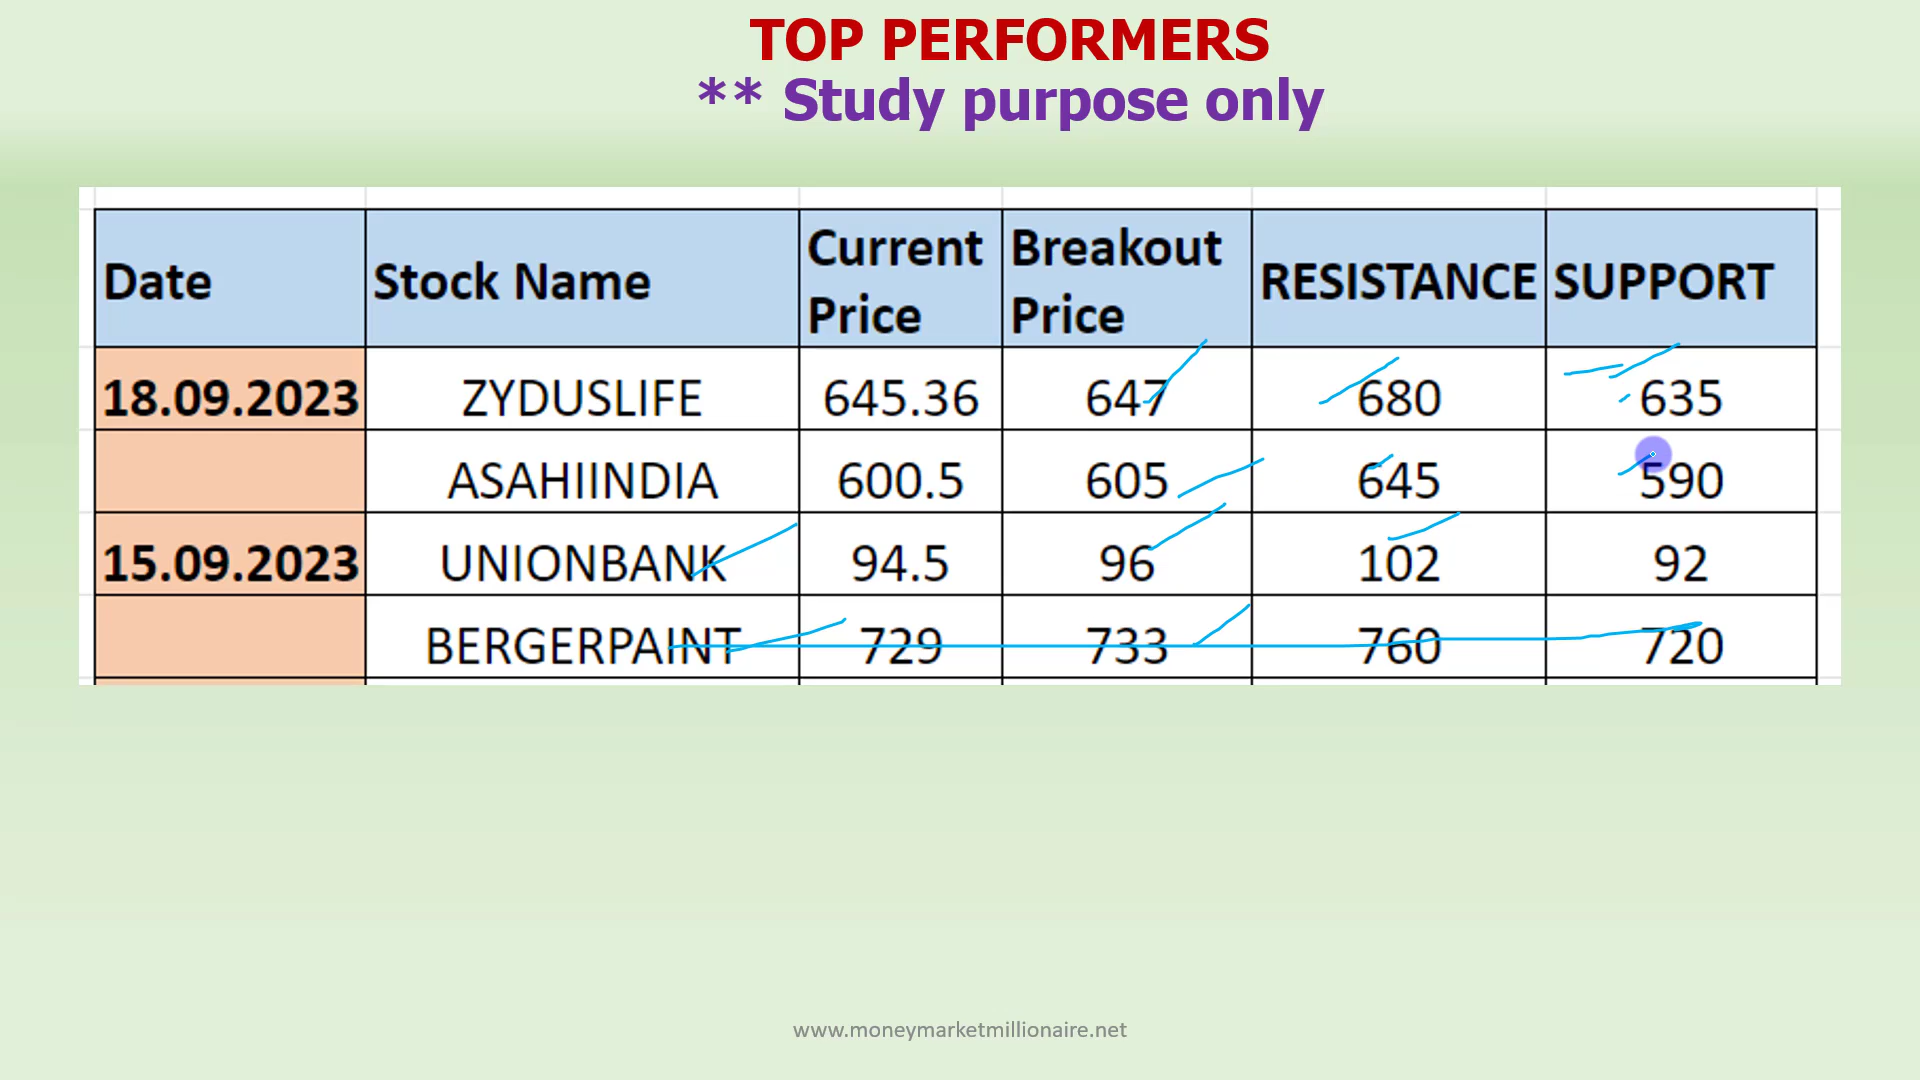 TOP PERFORMERS
** Study purpose only
Date Stock Name Current Price Breakout Price RESISTANCE SUPPORT
18.09.2023 ZYDUSLIFE 645.36 647 680 635
ASAHIINDIA 600.5 605 645 590
15.09.2023 UNIONBANK 94.5 96 102 92
BERGERPAINT 729 733 760 720
www.moneymarketmillionaire.net